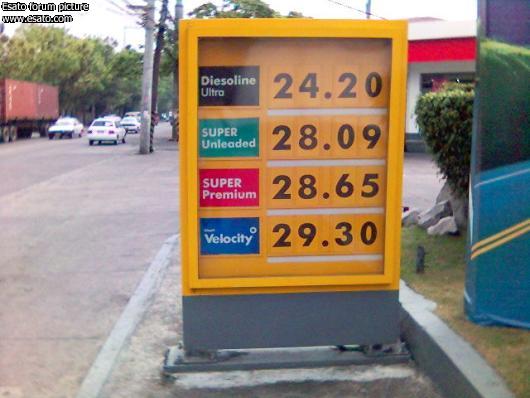 Esato forum picture
www.esato.com
Diesoline
Ultra
24.20
SUPER
Unleaded
28.09
SUPER
Premium
28.65
Velocity
29.30